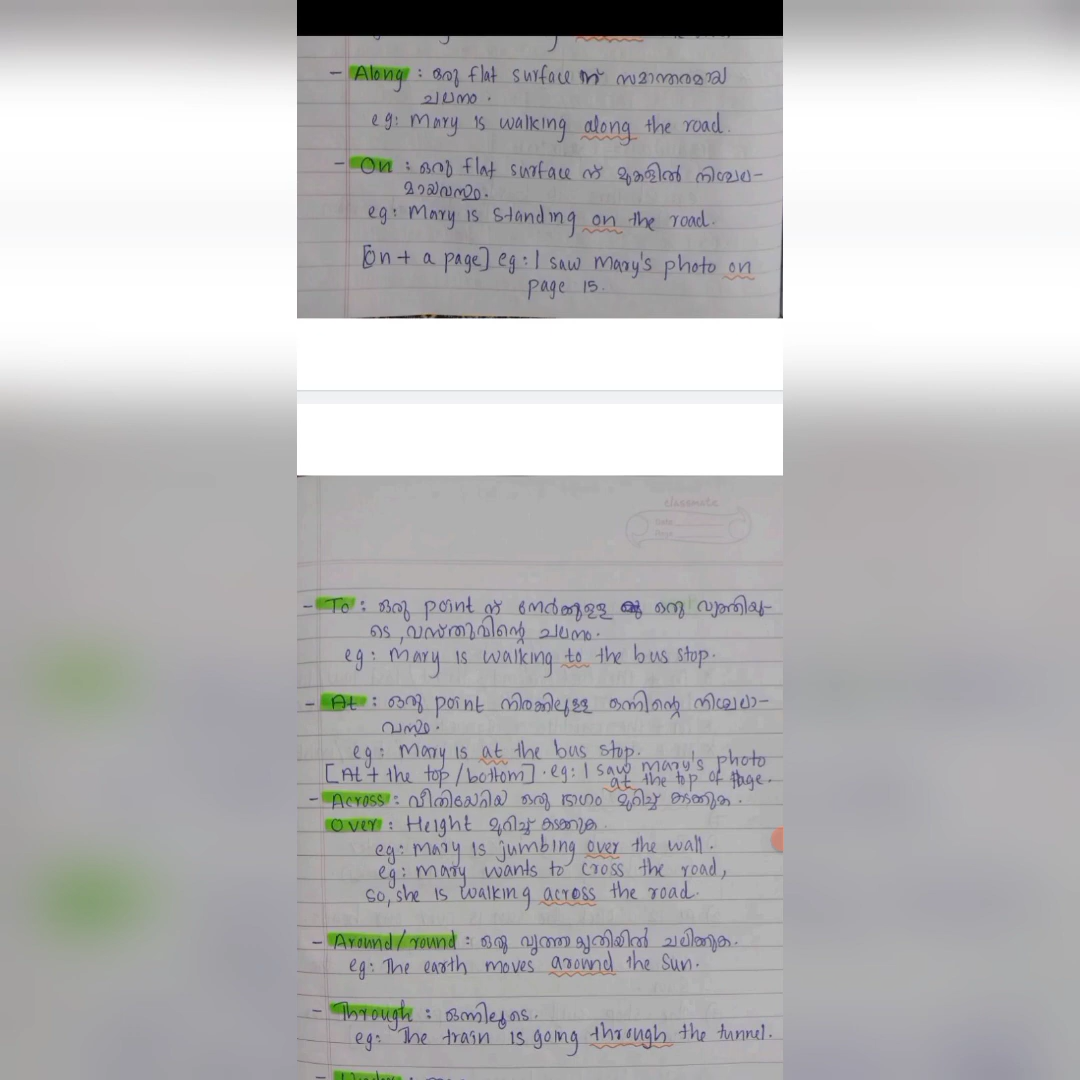 - Along : ഒരു flat surface ന് സമാന്തരമായ
ചലനം.
eg: Mary is walking along the road.
- On : ഒരു flat surface ന് മുകളിൽ നിശ്ചല-
മായവസ്ഥ.
eg: Mary is standing on the road.
[On + a page] eg: I saw Mary's photo on
page 15.
classmate
Date
Page
- To : ഒരു point ന് നേർക്കുള്ള ഒരു വ്യക്തിയു-
ടെ, വസ്തുവിന്റെ ചലനം.
eg: Mary is walking to the bus stop.
- At : ഒരു point നിരക്കിലുള്ള ഒന്നിന്റെ നിശ്ചലാ-
വസ്ഥ.
eg: Mary is at the bus stop.
[At + the top/bottom]. eg: I saw mary's photo
at the top of page.
- Across : വീതിയേറിയ ഒരു ഭാഗം മുറിച്ച് കടക്കുക.
Over : Height മുറിച്ച് കടക്കുക.
eg: Mary is jumbing over the wall.
eg: Mary wants to cross the road,
so, she is walking across the road.
- Around/round : ഒരു വൃത്താകൃതിയിൽ ചലിക്കുക.
eg: The earth moves around the Sun.
- Through : ഒന്നിലൂടെ.
eg: The train is going through the tunnel.